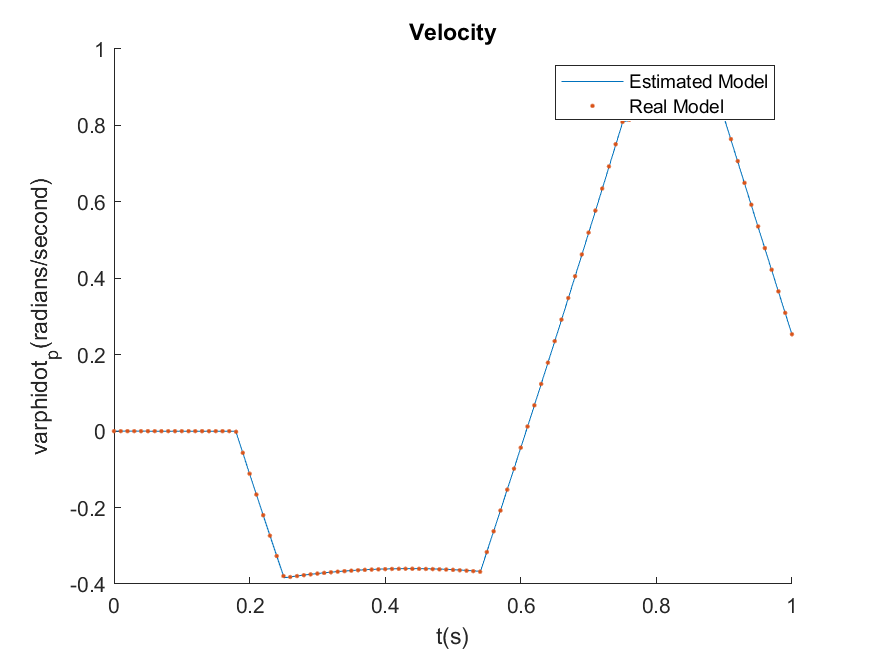 Velocity
Estimated Model
Real Model
1
0.8
0.6
0.4
0.2
0
-0.2
-0.4
varphidot_p(radians/second)
0
0.2
0.4
0.6
0.8
1
t(s)